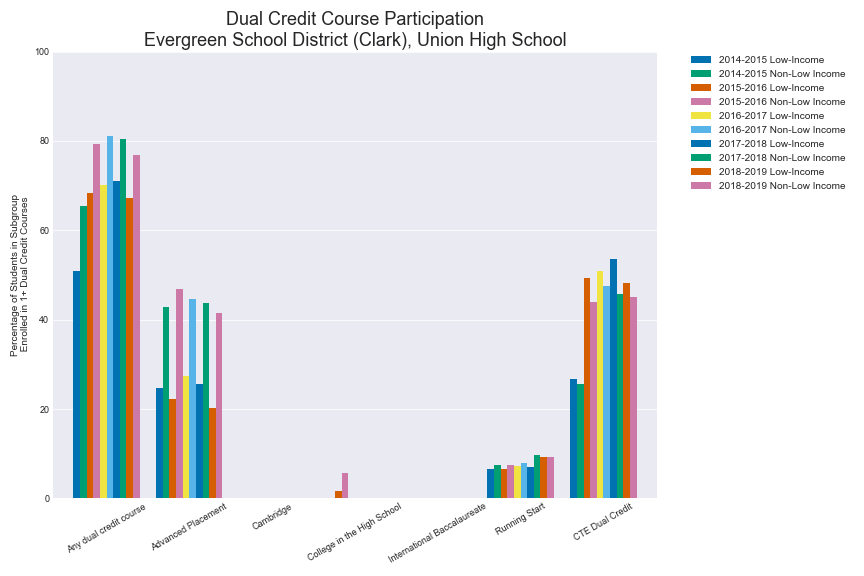 Dual Credit Course Participation
Evergreen School District (Clark), Union High School
100
80
60
40
20
0
Percentage of Students in Subgroup
Enrolled in 1+ Dual Credit Courses
Any dual credit course
Advanced Placement
Cambridge
College in the High School
International Baccalaureate
Running Start
CTE Dual Credit
2014-2015 Low-Income
2014-2015 Non-Low Income
2015-2016 Low-Income
2015-2016 Non-Low Income
2016-2017 Low-Income
2016-2017 Non-Low Income
2017-2018 Low-Income
2017-2018 Non-Low Income
2018-2019 Low-Income
2018-2019 Non-Low Income